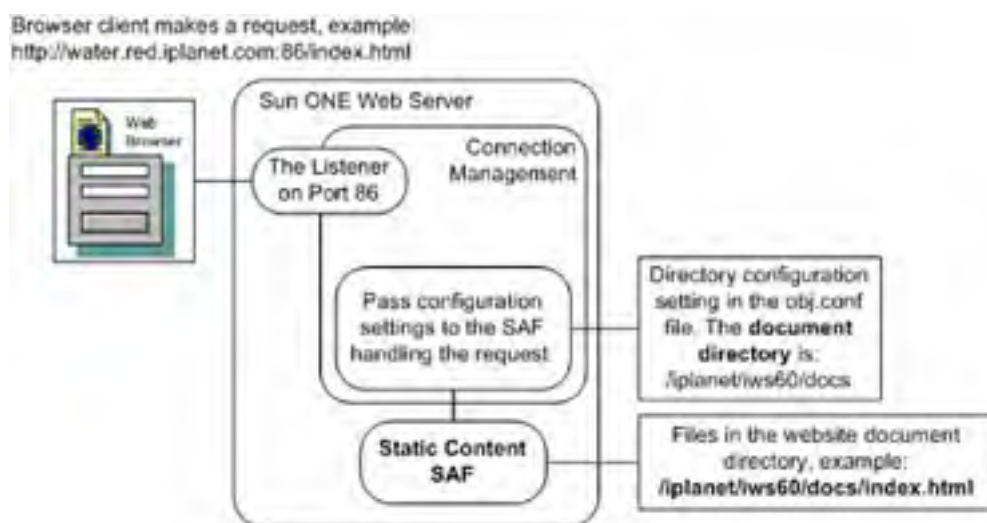 Browser client makes a request, example:
http://water.red.iplanet.com:86/index.html
Sun ONE Web Server
Web
Browser
The Listener
on Port 86
Connection
Management
Pass configuration
settings to the SAF
handling the request
Directory configuration
setting in the obj.conf
file. The document
directory is:
/iplanet/iws60/docs
Static Content
SAF
Files in the website document
directory, example:
/iplanet/iws60/docs/index.html